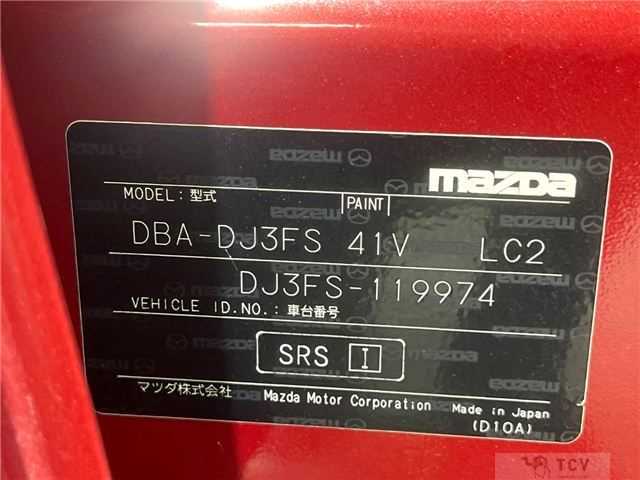 mazda
MODEL: 型式 PAINT
DBA-DJ3FS 41V LC2
DJ3FS-119974
VEHICLE I.D.NO.: 車台番号
SRS I
マツダ株式会社 Mazda Motor Corporation Made in Japan
(D10A)
TCV